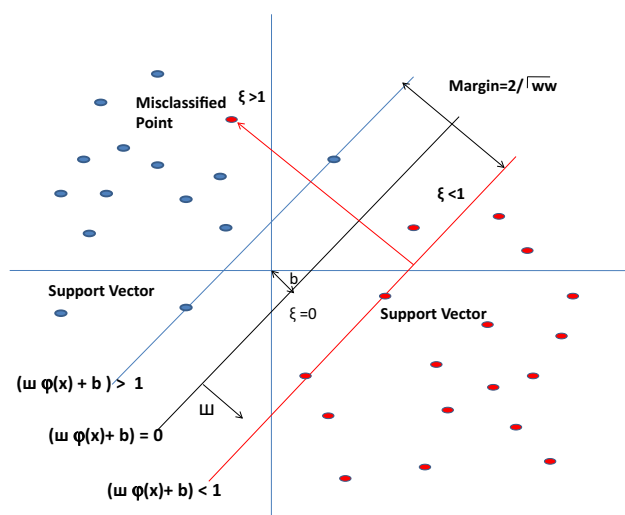 Misclassified
Point
ξ >1
Margin=2/√ww
ξ <1
b
Support Vector
ξ =0
Support Vector
(ш φ(x) + b ) > 1
Ш
(ш φ(x)+ b) = 0
(ш φ(x)+ b) < 1